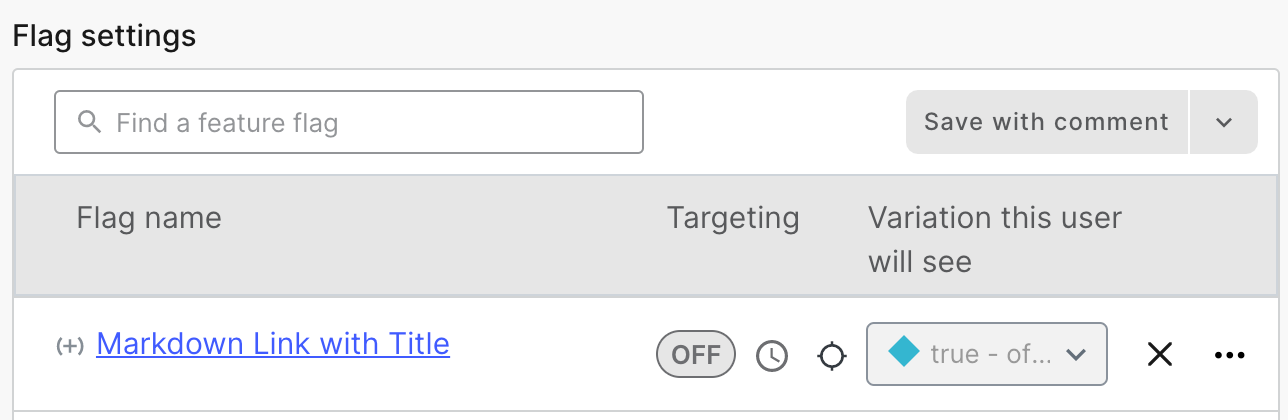 Flag settings
Find a feature flag
Save with comment
Flag name
Targeting
Variation this user
will see
(+) Markdown Link with Title
OFF
true - of...